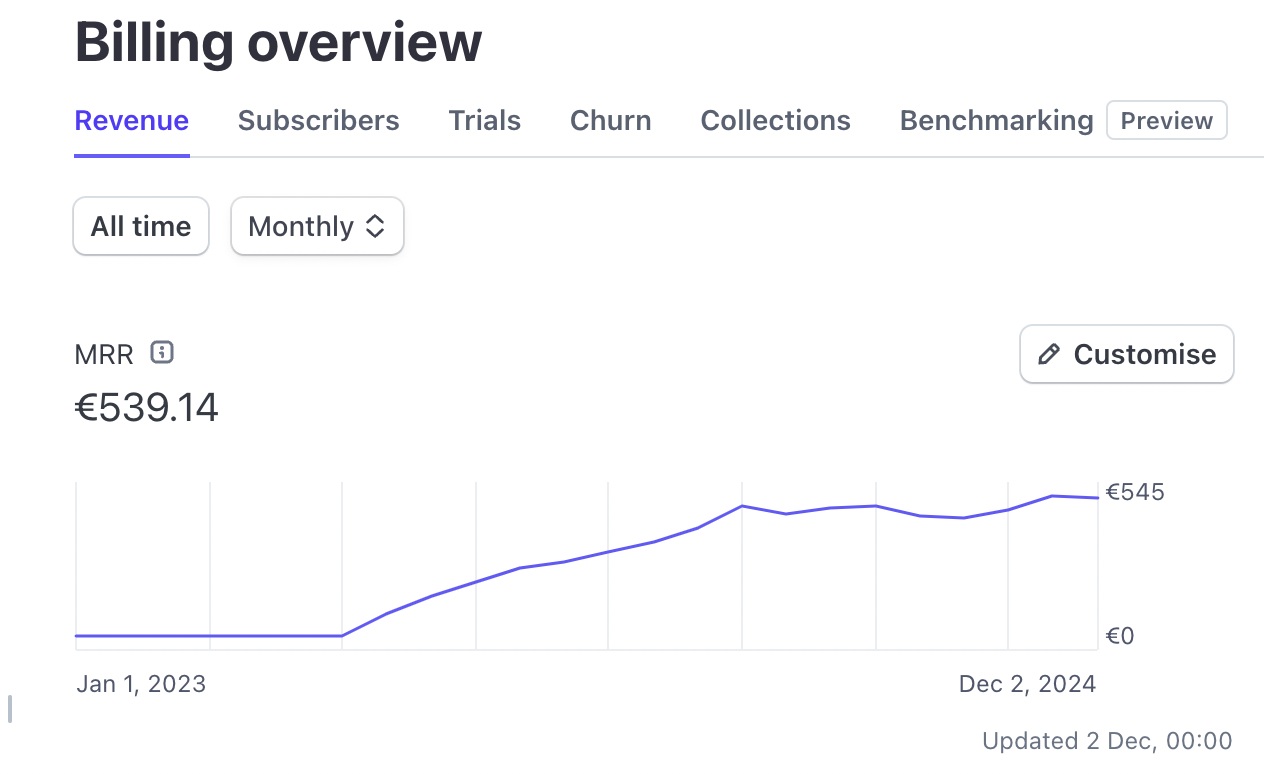 Billing overview
Revenue Subscribers Trials Churn Collections Benchmarking Preview
All time Monthly
MRR
Customise
€539.14
€545
€0
Jan 1, 2023 Dec 2, 2024
Updated 2 Dec, 00:00